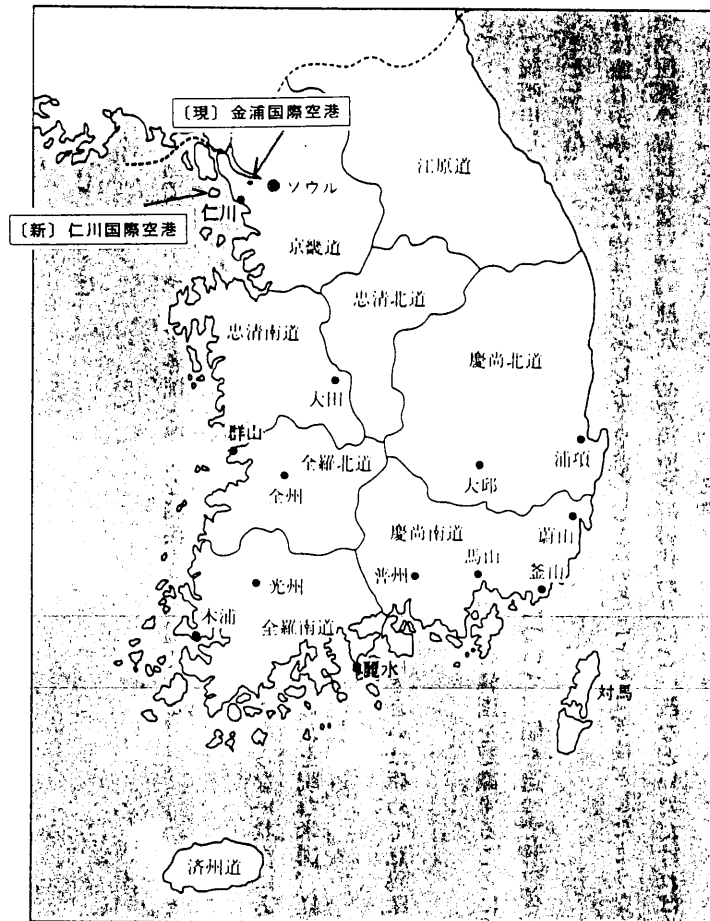 〔現〕金浦国際空港
江原道
ソウル
仁川
〔新〕仁川国際空港
京畿道
忠清北道
忠清南道
慶尚北道
大田
群山
浦項
全羅北道
大邱
全州
蔚山
慶尚南道
馬山
光州
普州
釜山
木浦
全羅南道
麗水
対馬
済州道